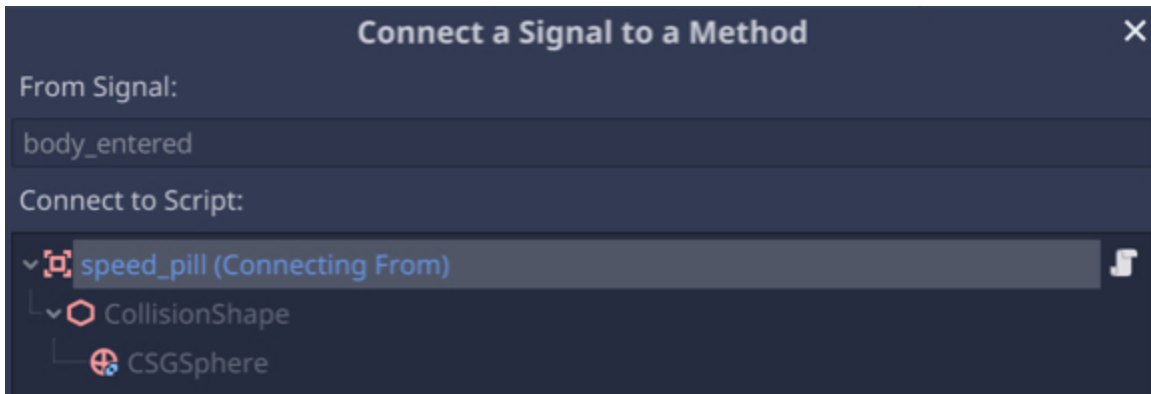 Connect a Signal to a Method
From Signal:
body_entered
Connect to Script:
speed_pill (Connecting From)
CollisionShape
CSGSphere